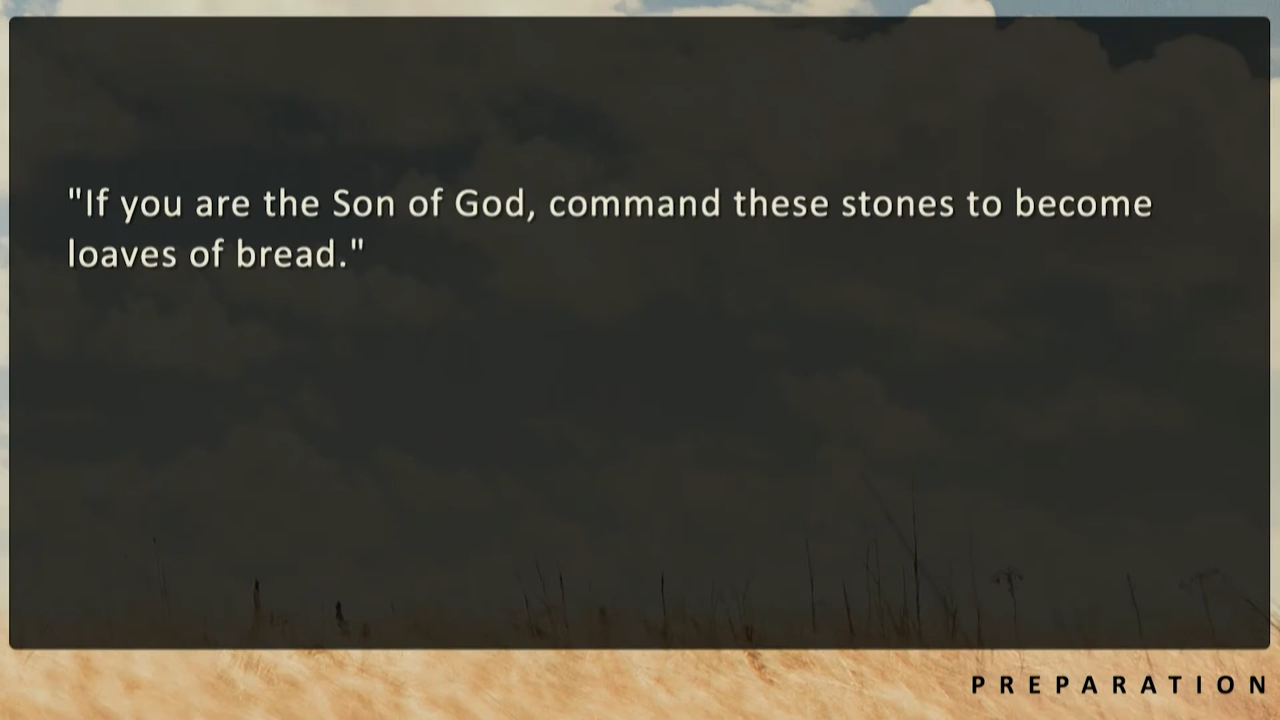 "If you are the Son of God, command these stones to become
loaves of bread."
PREPARATION